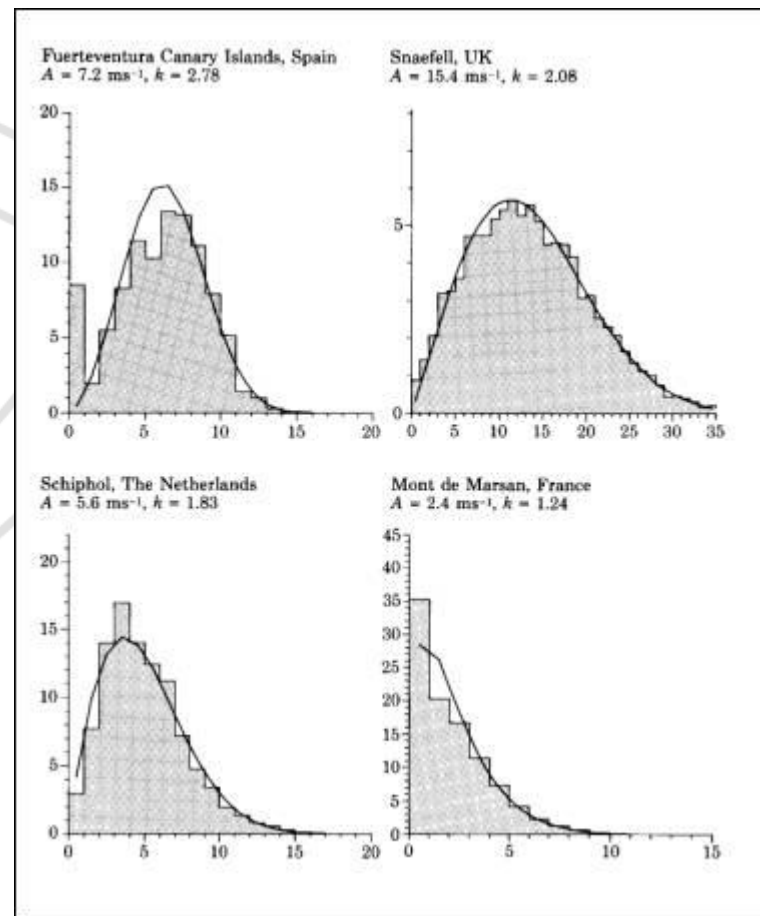 Fuerteventura Canary Islands, Spain
A = 7.2 ms⁻¹, k = 2.78
20
15
10
5
0
0 5 10 15 20
Snaefell, UK
A = 15.4 ms⁻¹, k = 2.08
5
0
0 5 10 15 20 25 30 35
Schiphol, The Netherlands
A = 5.6 ms⁻¹, k = 1.83
20
15
10
5
0
0 5 10 15 20
Mont de Marsan, France
A = 2.4 ms⁻¹, k = 1.24
45
40
35
30
25
20
15
10
5
0
0 5 10 15